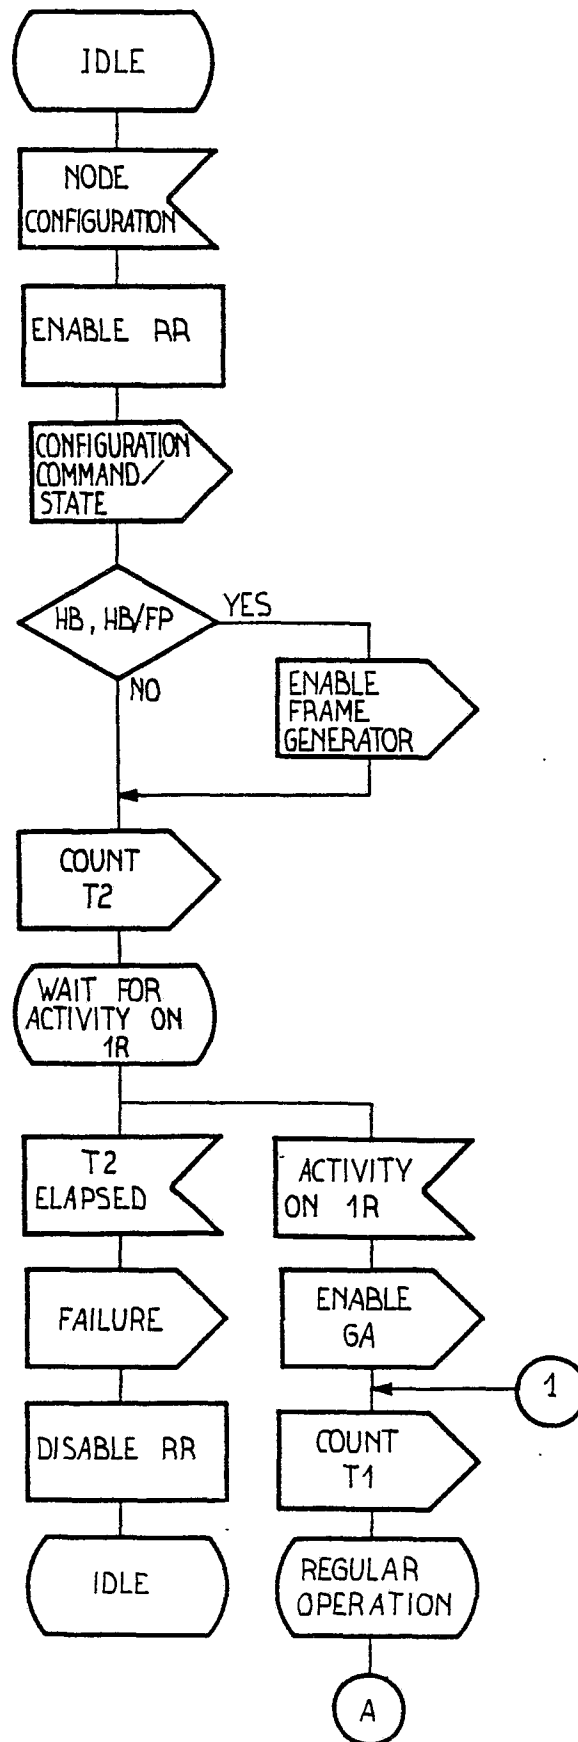 IDLE
NODE
CONFIGURATION
ENABLE RR
CONFIGURATION
COMMAND/
STATE
HB, HB/FP
YES
NO
ENABLE
FRAME
GENERATOR
COUNT
T2
WAIT FOR
ACTIVITY ON
1R
T2
ELAPSED
FAILURE
DISABLE RR
IDLE
ACTIVITY
ON 1R
ENABLE
GA
1
COUNT
T1
REGULAR
OPERATION
A